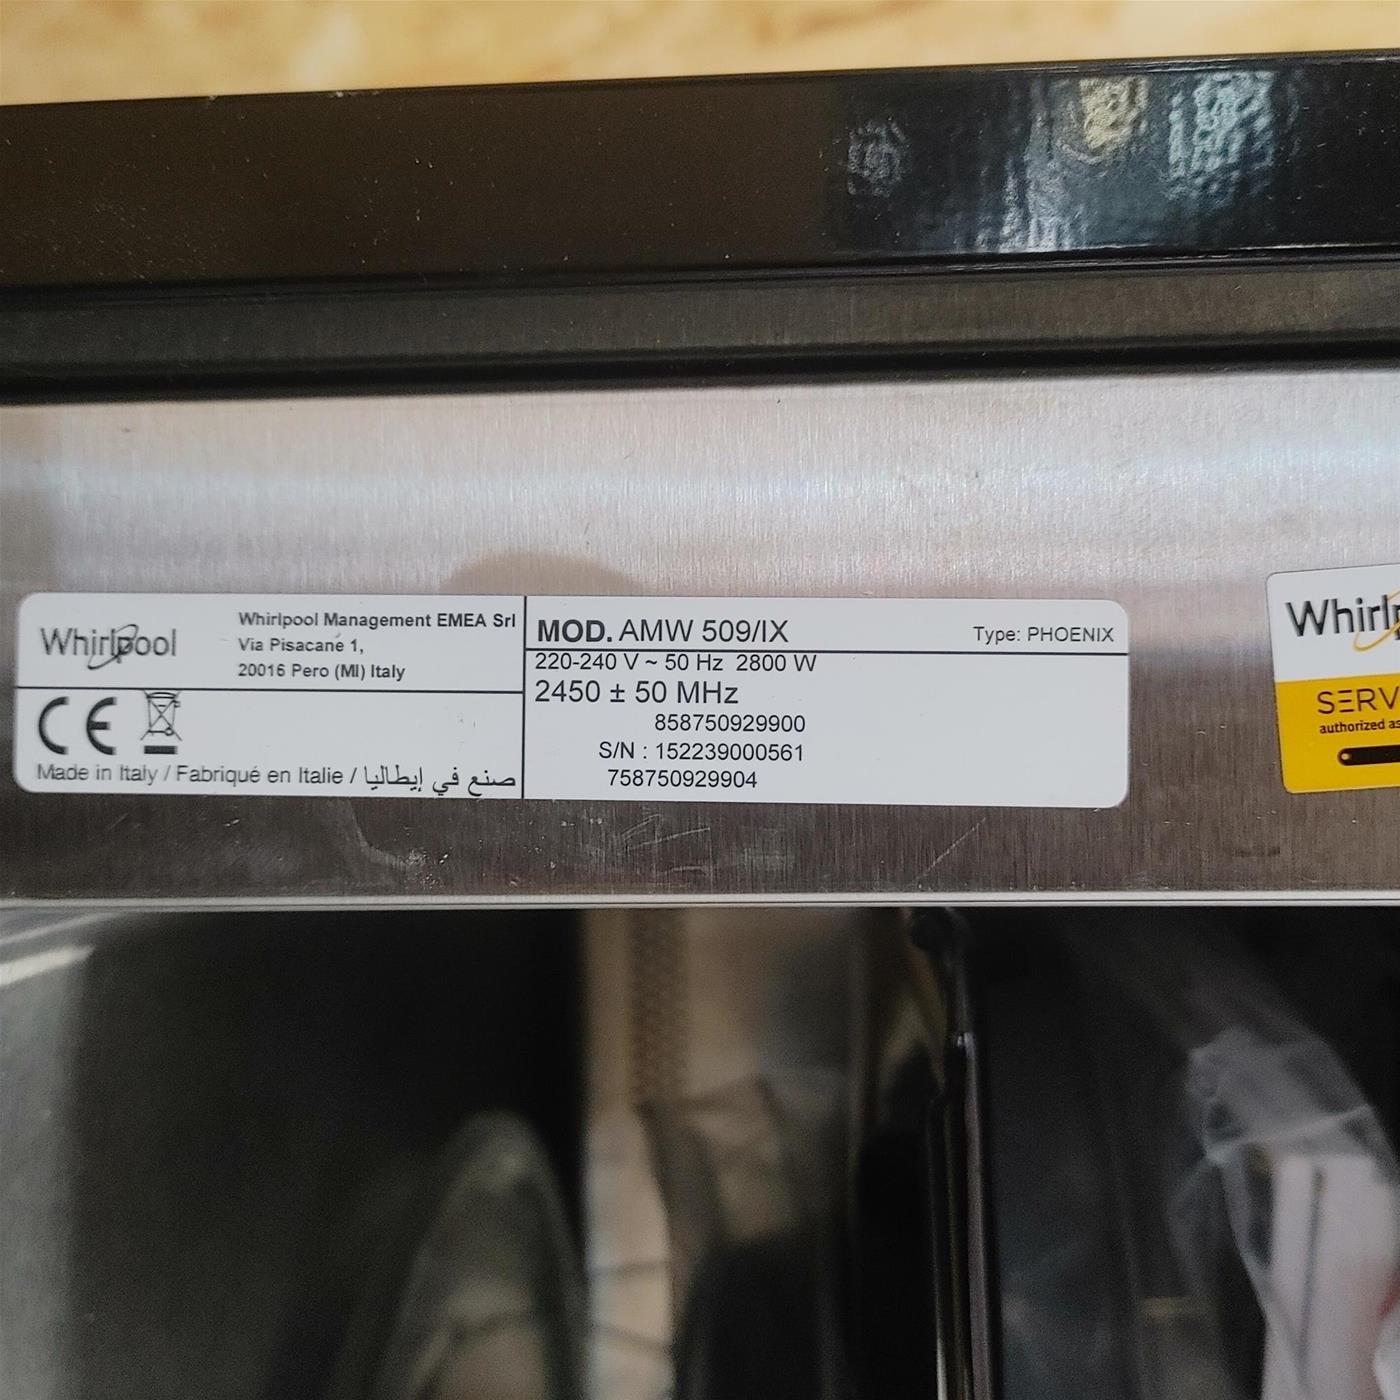 Whirlpool
Whirlpool Management EMEA Srl
Via Pisacane 1,
20016 Pero (MI) Italy
CE
Made in Italy / Fabriqué en Italie / صنع في إيطاليا
MOD. AMW 509/IX
Type: PHOENIX
220-240 V ~ 50 Hz 2800 W
2450 ± 50 MHz
858750929900
S/N : 152239000561
758750929904
Whirlp
SERV
authorized as